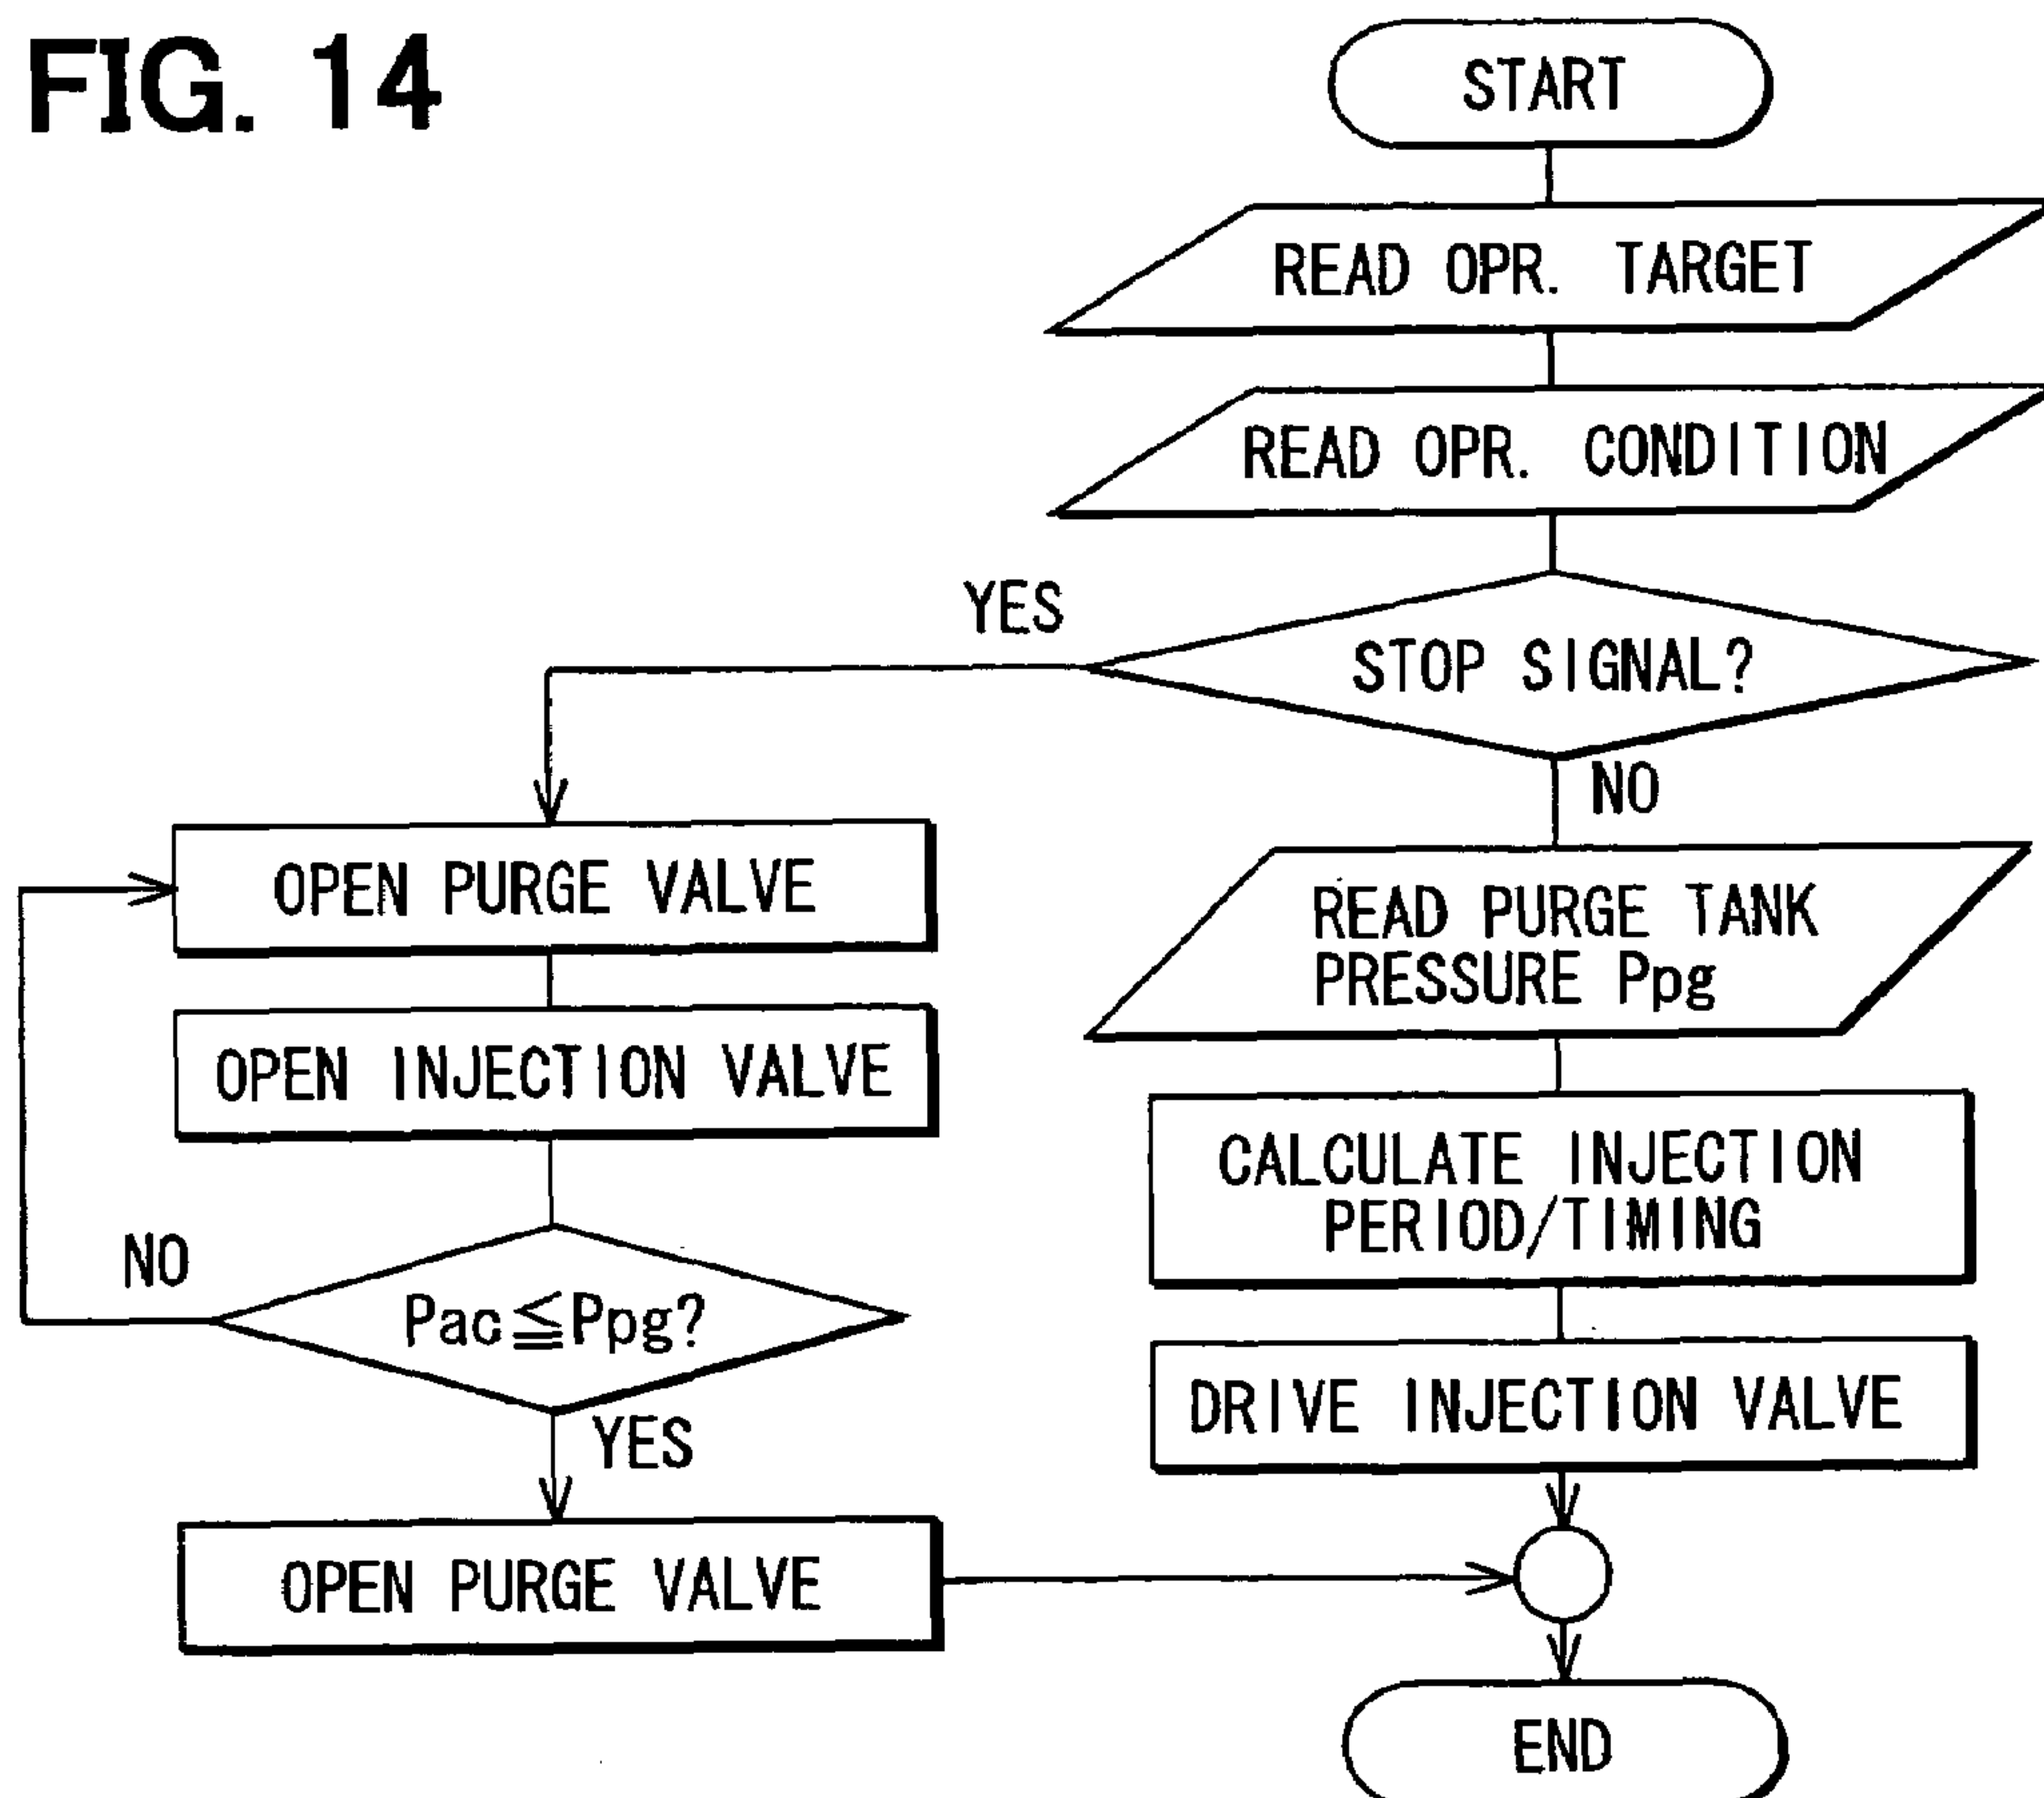 FIG. 14
START
READ OPR. TARGET
READ OPR. CONDITION
STOP SIGNAL?
YES
NO
OPEN PURGE VALVE
OPEN INJECTION VALVE
Pac≦Ppg?
NO
YES
OPEN PURGE VALVE
READ PURGE TANK
PRESSURE Ppg
CALCULATE INJECTION
PERIOD/TIMING
DRIVE INJECTION VALVE
END